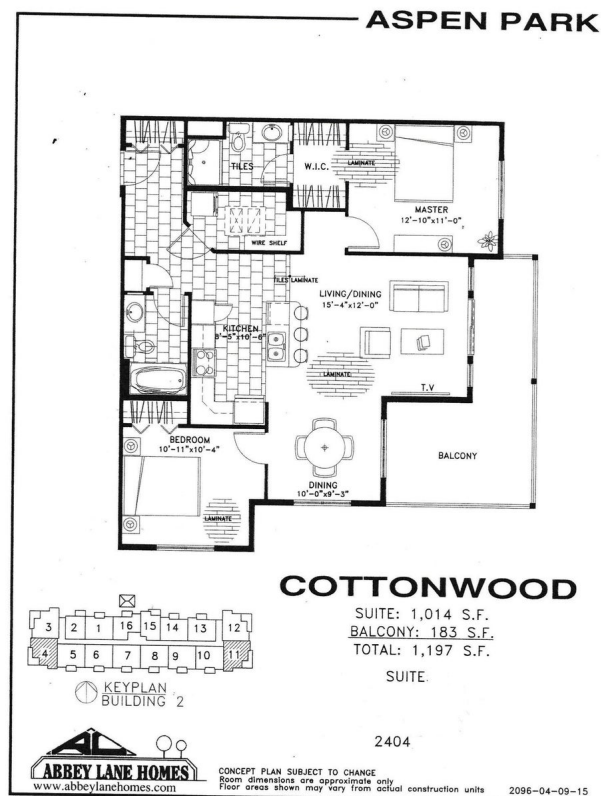 ASPEN PARK
TILES
W.I.C.
LAMINATE
MASTER
12'-10"x11'-0"
WIRE SHELF
TILES LAMINATE
LIVING/DINING
15'-4"x12'-0"
KITCHEN
8'-5"x10'-6"
LAMINATE
T.V
BEDROOM
10'-11"x10'-4"
DINING
10'-0"x9'-3"
BALCONY
LAMINATE
COTTONWOOD
SUITE: 1,014 S.F.
BALCONY: 183 S.F.
TOTAL: 1,197 S.F.
SUITE
3 2 1 16 15 14 13 12
4 5 6 7 8 9 10 11
KEYPLAN
BUILDING 2
2404
ABBEY LANE HOMES
www.abbeylanehomes.com
CONCEPT PLAN SUBJECT TO CHANGE
Room dimensions are approximate only
Floor areas shown may vary from actual construction units
2096-04-09-15